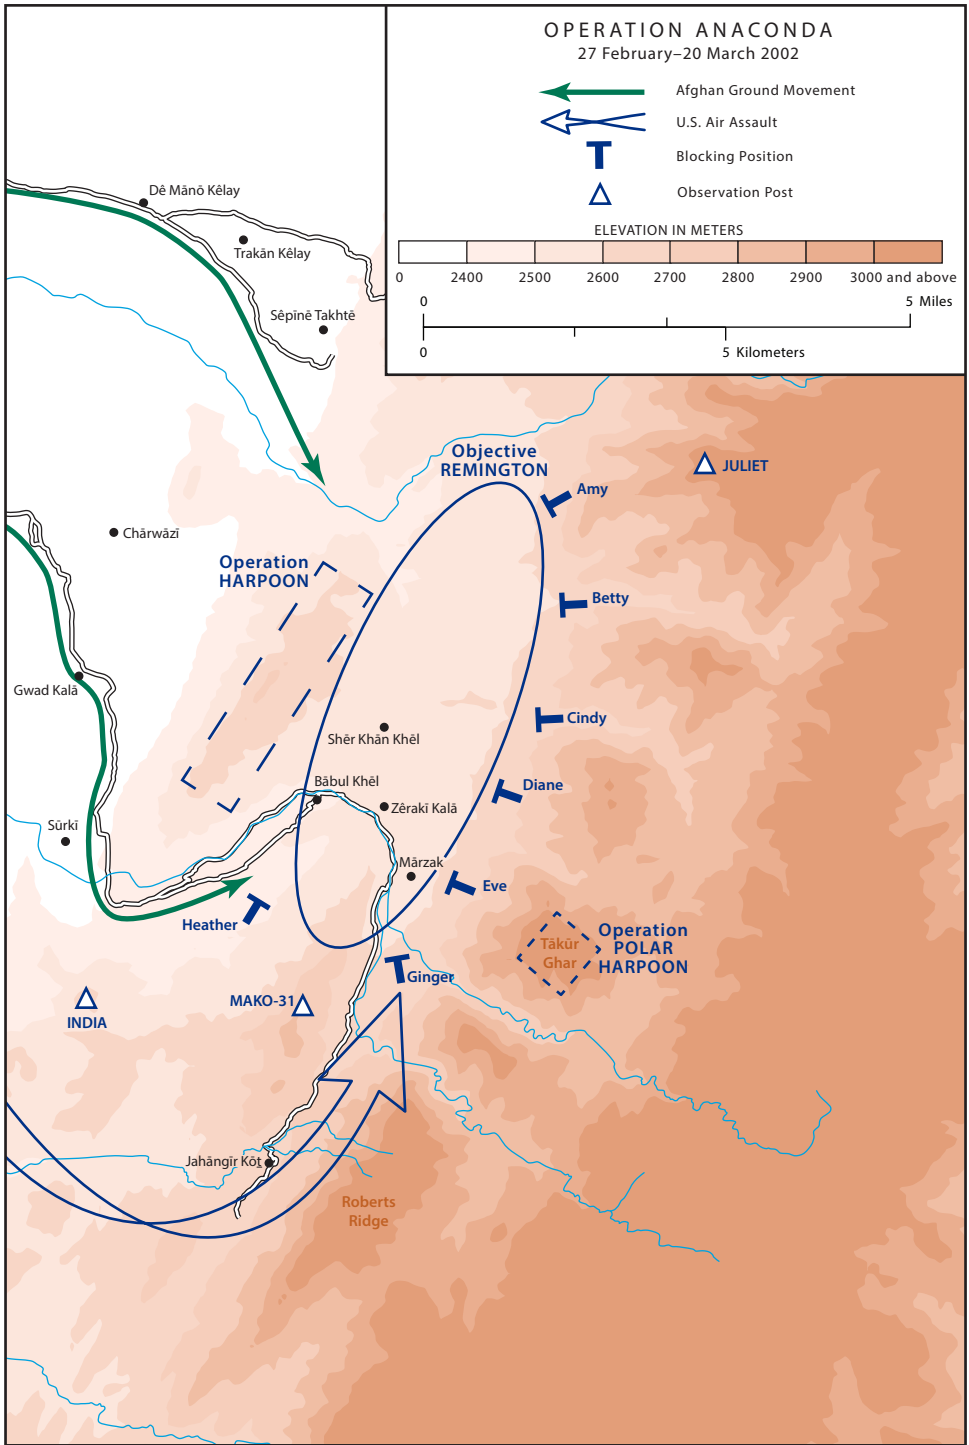 OPERATION ANACONDA
27 February–20 March 2002
Afghan Ground Movement
U.S. Air Assault
Blocking Position
Observation Post
ELEVATION IN METERS
0 2400 2500 2600 2700 2800 2900 3000 and above
0 5 Miles
0 5 Kilometers
Dê Mānō Kêlay
Trakān Kêlay
Sêpīnē Takhtē
Objective
REMINGTON
JULIET
Amy
Chārwāzī
Operation
HARPOON
Betty
Gwad Kalā
Cindy
Shēr Khān Khēl
Bābul Khēl
Diane
Zêrakī Kalā
Sūrkī
Mārzak
Eve
Heather
Operation
POLAR
HARPOON
Tākūr
Ghar
Ginger
MAKO-31
INDIA
Jahāngīr Kōṯ
Roberts
Ridge